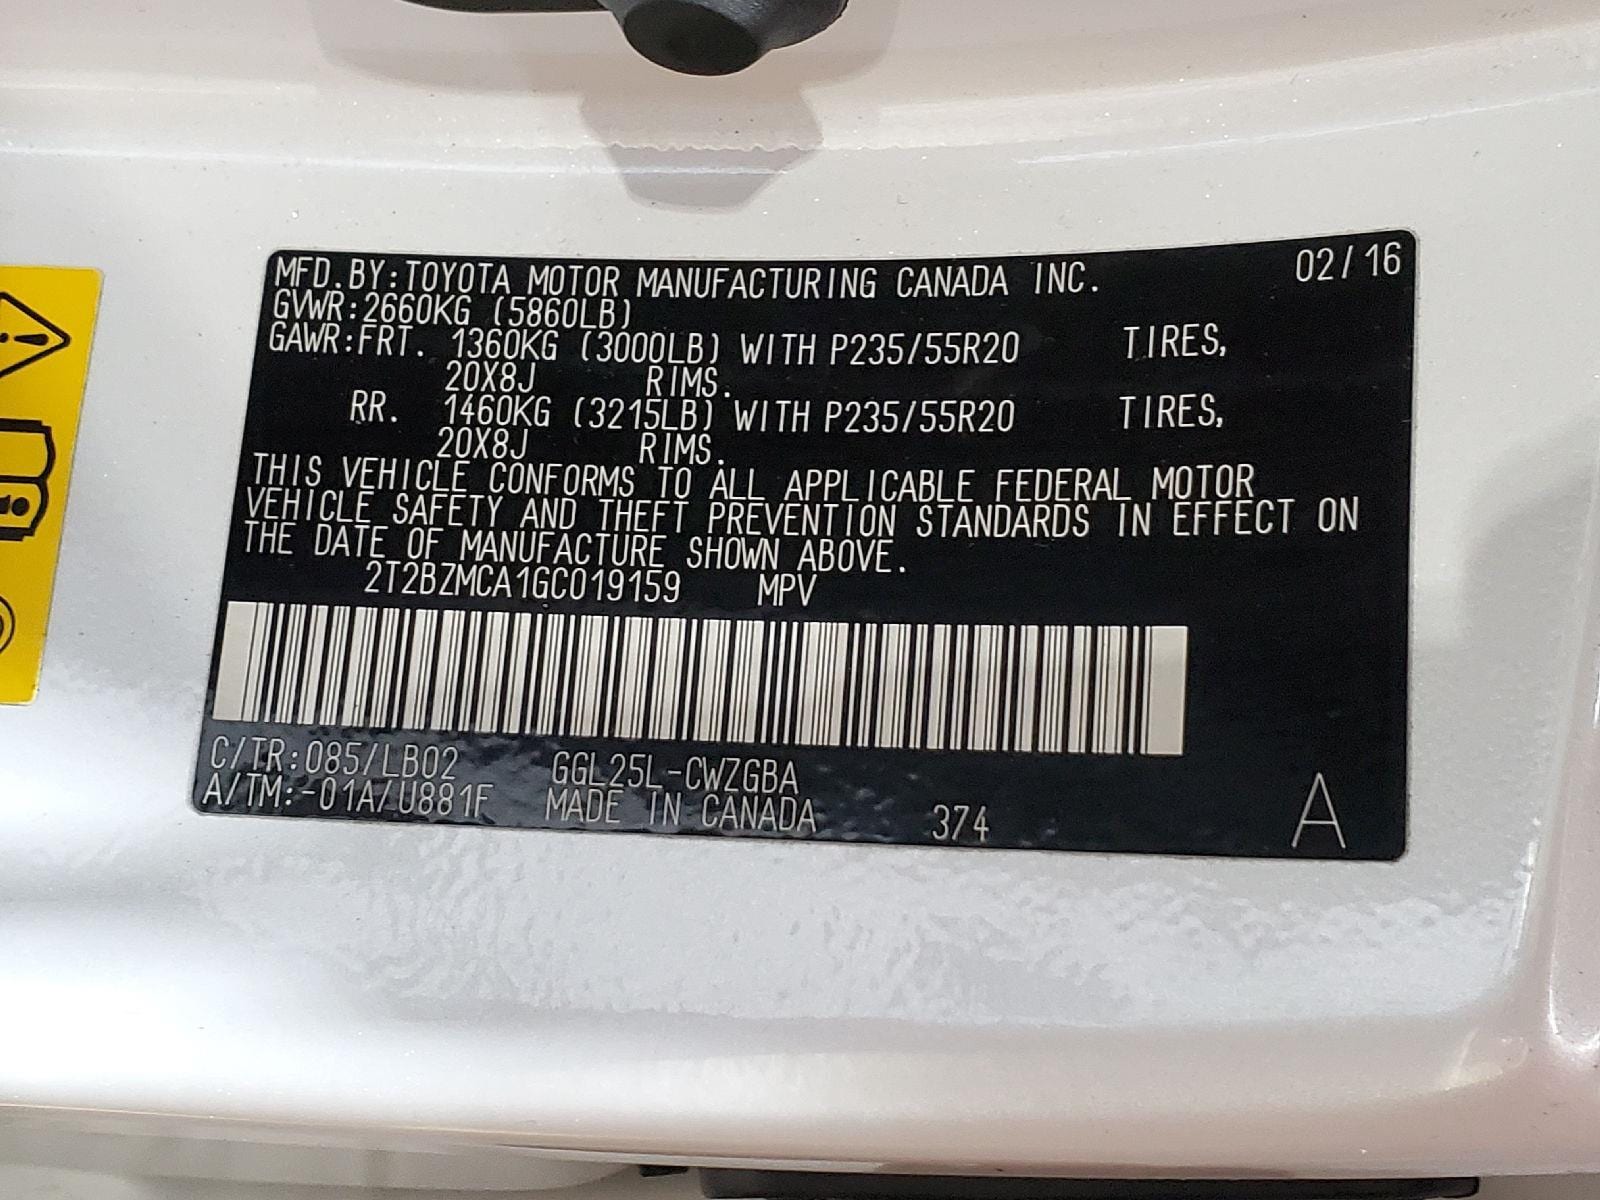 MFD.BY:TOYOTA MOTOR MANUFACTURING CANADA INC. 02/16
GVWR:2660KG (5860LB)
GAWR:FRT. 1360KG (3000LB) WITH P235/55R20 TIRES,
20X8J RIMS.
RR. 1460KG (3215LB) WITH P235/55R20 TIRES,
20X8J RIMS.
THIS VEHICLE CONFORMS TO ALL APPLICABLE FEDERAL MOTOR
VEHICLE SAFETY AND THEFT PREVENTION STANDARDS IN EFFECT ON
THE DATE OF MANUFACTURE SHOWN ABOVE.
2T2BZMCA1GC019159 MPV
C/TR:085/LB02 GGL25L-CWZGBA
A/TM:-01A/U881F MADE IN CANADA 374 A